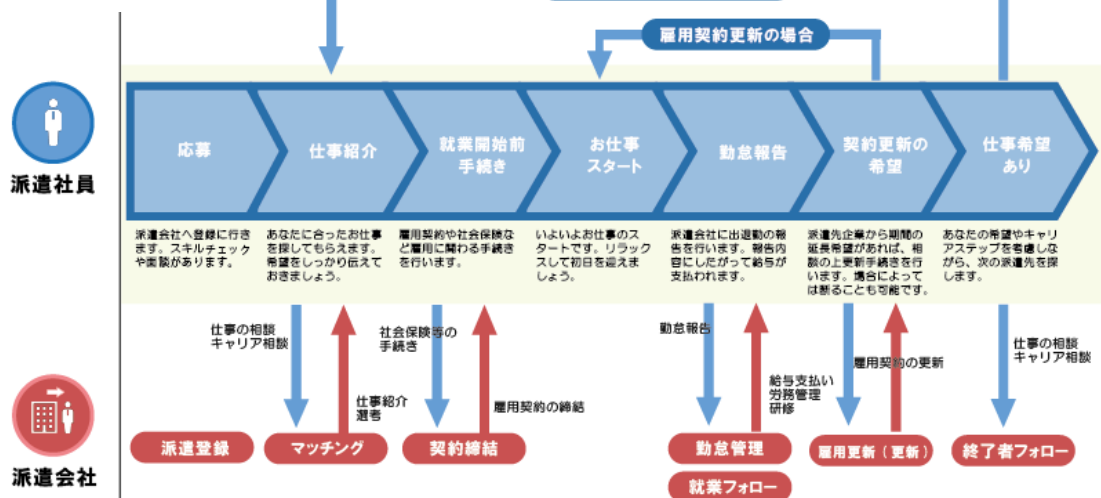 雇用契約更新の場合
派遣社員
応募
仕事紹介
就業開始前
手続き
お仕事
スタート
勤怠報告
契約更新の
希望
仕事希望
あり
派遣会社へ登録に行き
ます。スキルチェック
や面談があります。
あなたに合ったお仕事
を探してもらえます。
希望をしっかり伝えて
おきましょう。
雇用契約や社会保険な
ど雇用に関わる手続き
を行います。
いよいよお仕事のス
タートです。リラック
スして初日を迎えま
しょう。
派遣会社に出退勤の報
告を行います。報告内
容にしたがって給与が
支払われます。
派遣先企業から期間の
延長希望があれば、相
談の上更新手続きを行
います。場合によって
は断ることも可能です。
あなたの希望やキャリ
アステップを考慮しな
がら、次の派遣先を探
します。
仕事の相談
キャリア相談
仕事紹介
選考
社会保険等の
手続き
雇用契約の締結
勤怠報告
給与支払い
労務管理
研修
雇用契約の更新
仕事の相談
キャリア相談
派遣会社
派遣登録
マッチング
契約締結
勤怠管理
就業フォロー
雇用更新（更新）
終了者フォロー